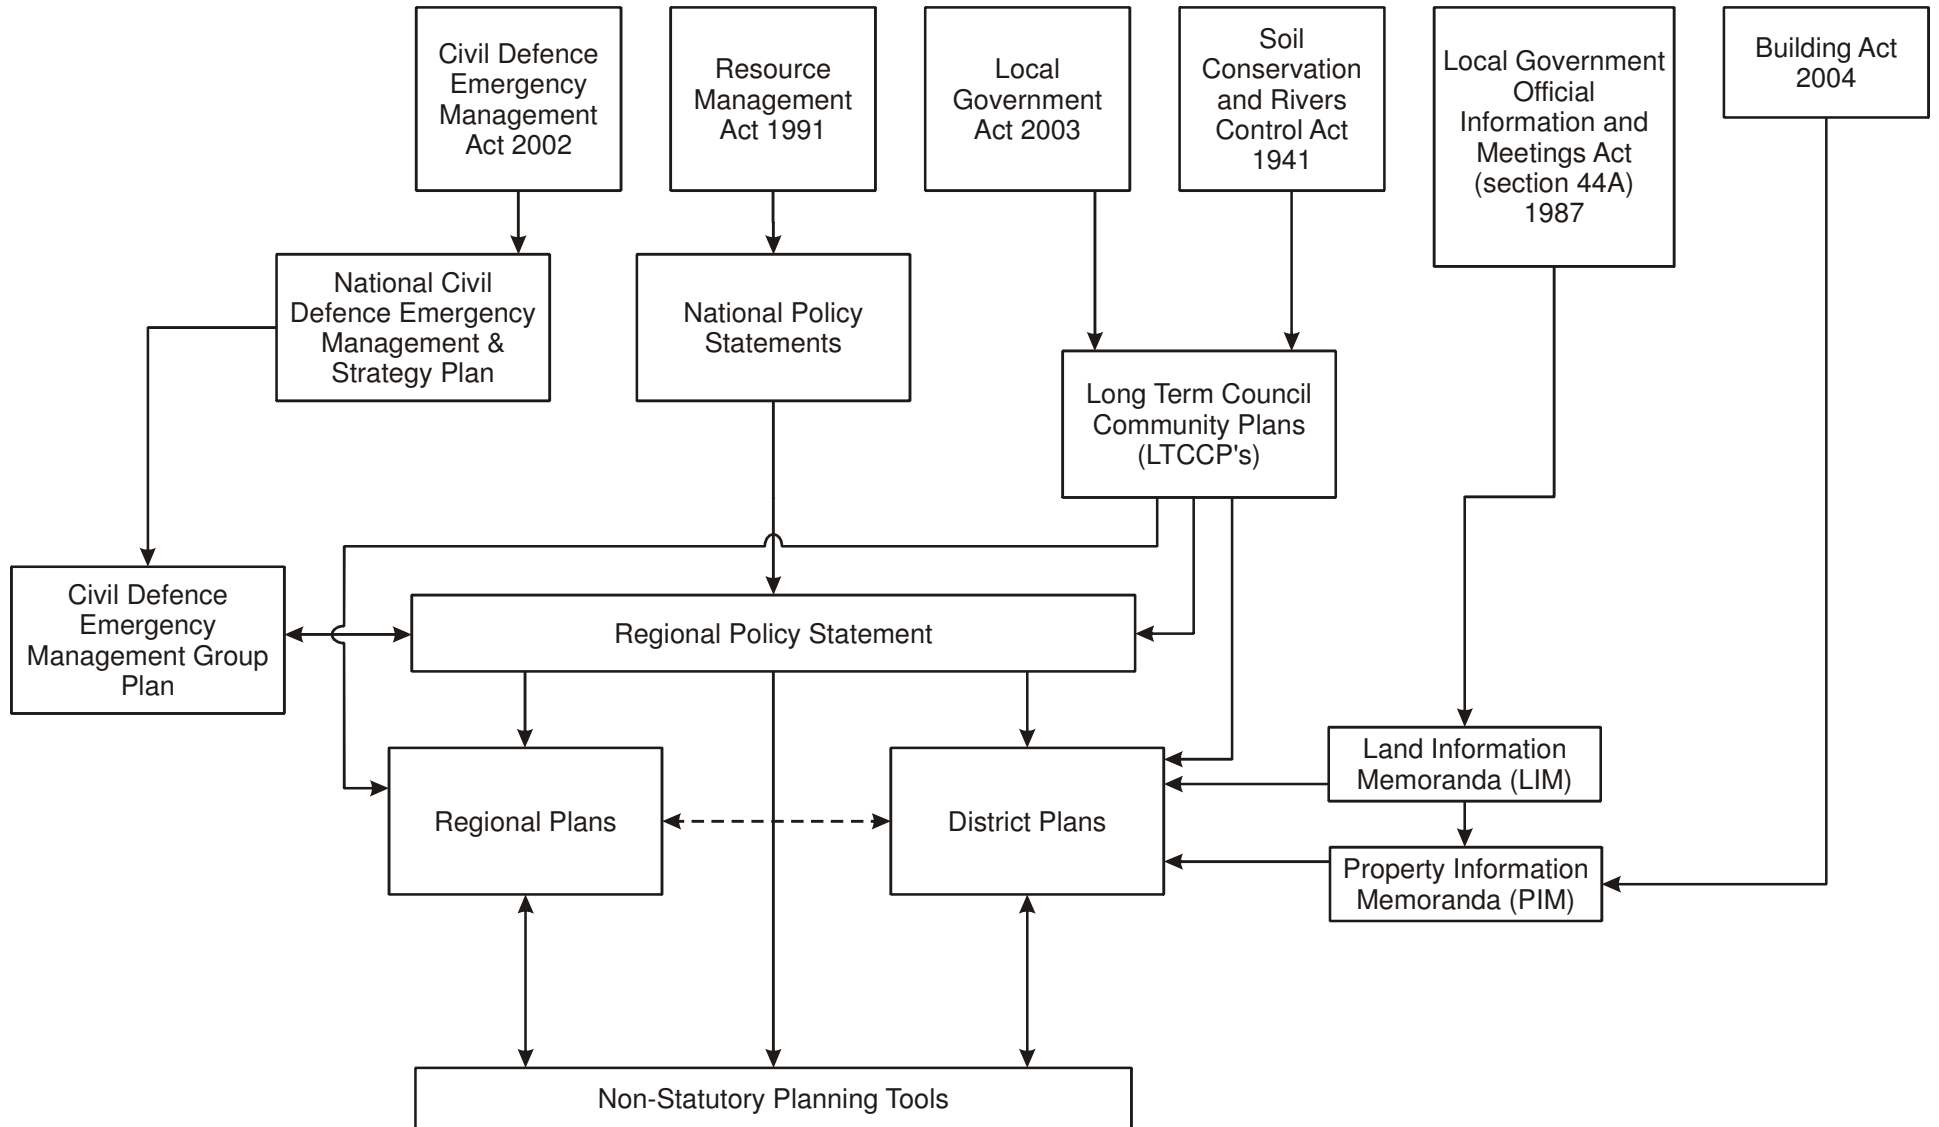 Civil Defence
Emergency
Management
Act 2002
Resource
Management
Act 1991
Local
Government
Act 2003
Soil
Conservation
and Rivers
Control Act
1941
Local Government
Official
Information and
Meetings Act
(section 44A)
1987
Building Act
2004
National Civil
Defence Emergency
Management &
Strategy Plan
National Policy
Statements
Long Term Council
Community Plans
(LTCCP's)
Civil Defence
Emergency
Management Group
Plan
Regional Policy Statement
Regional Plans
District Plans
Land Information
Memoranda (LIM)
Property Information
Memoranda (PIM)
Non-Statutory Planning Tools